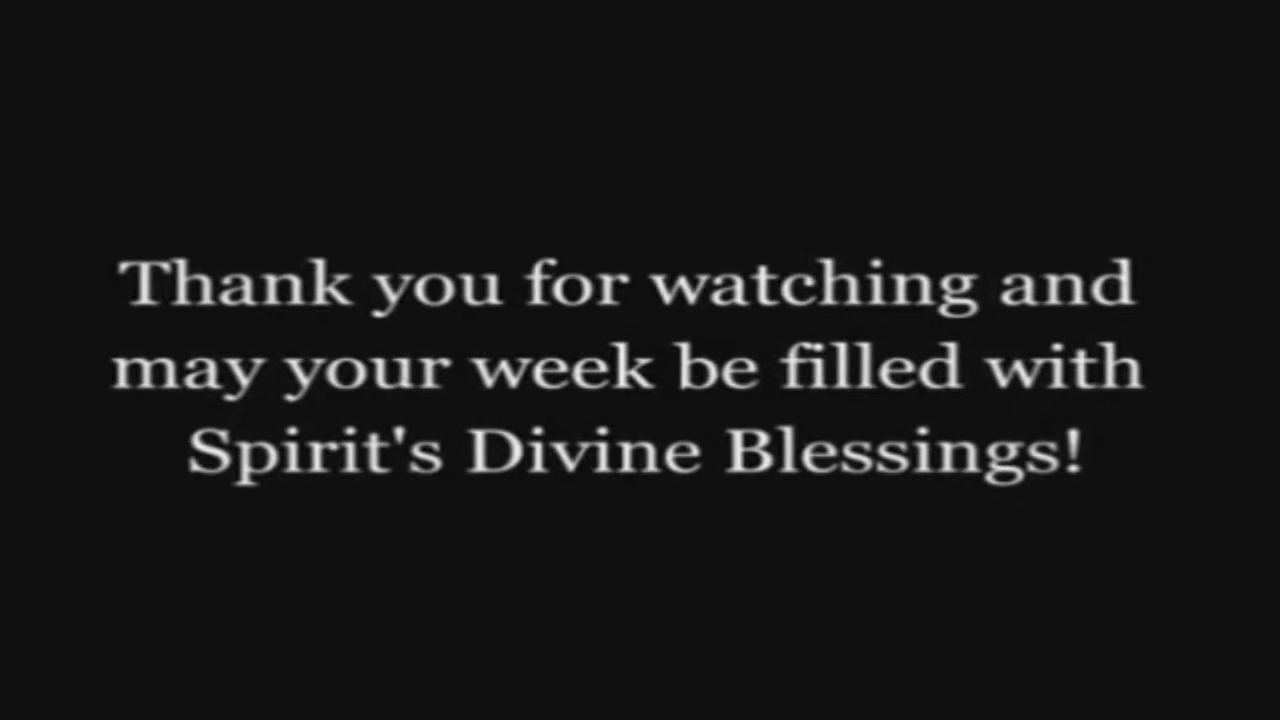 Thank you for watching and
may your week be filled with
Spirit's Divine Blessings!